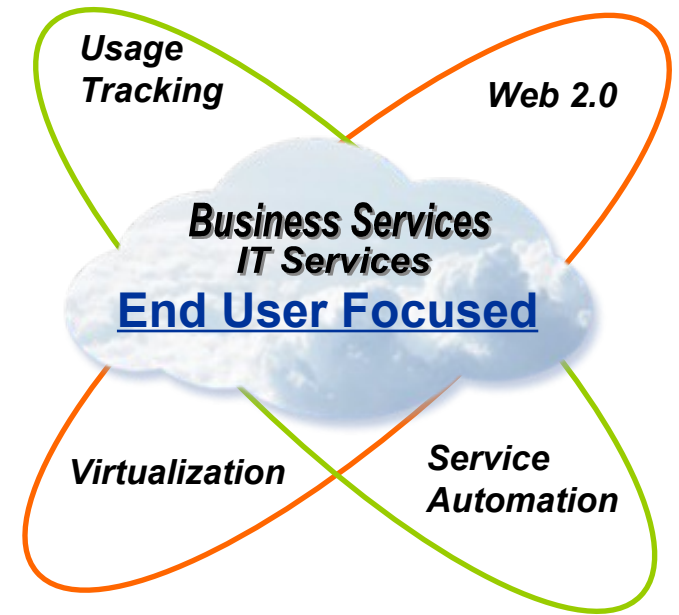 Usage
Tracking
Web 2.0
Business Services
IT Services
End User Focused
Virtualization
Service
Automation